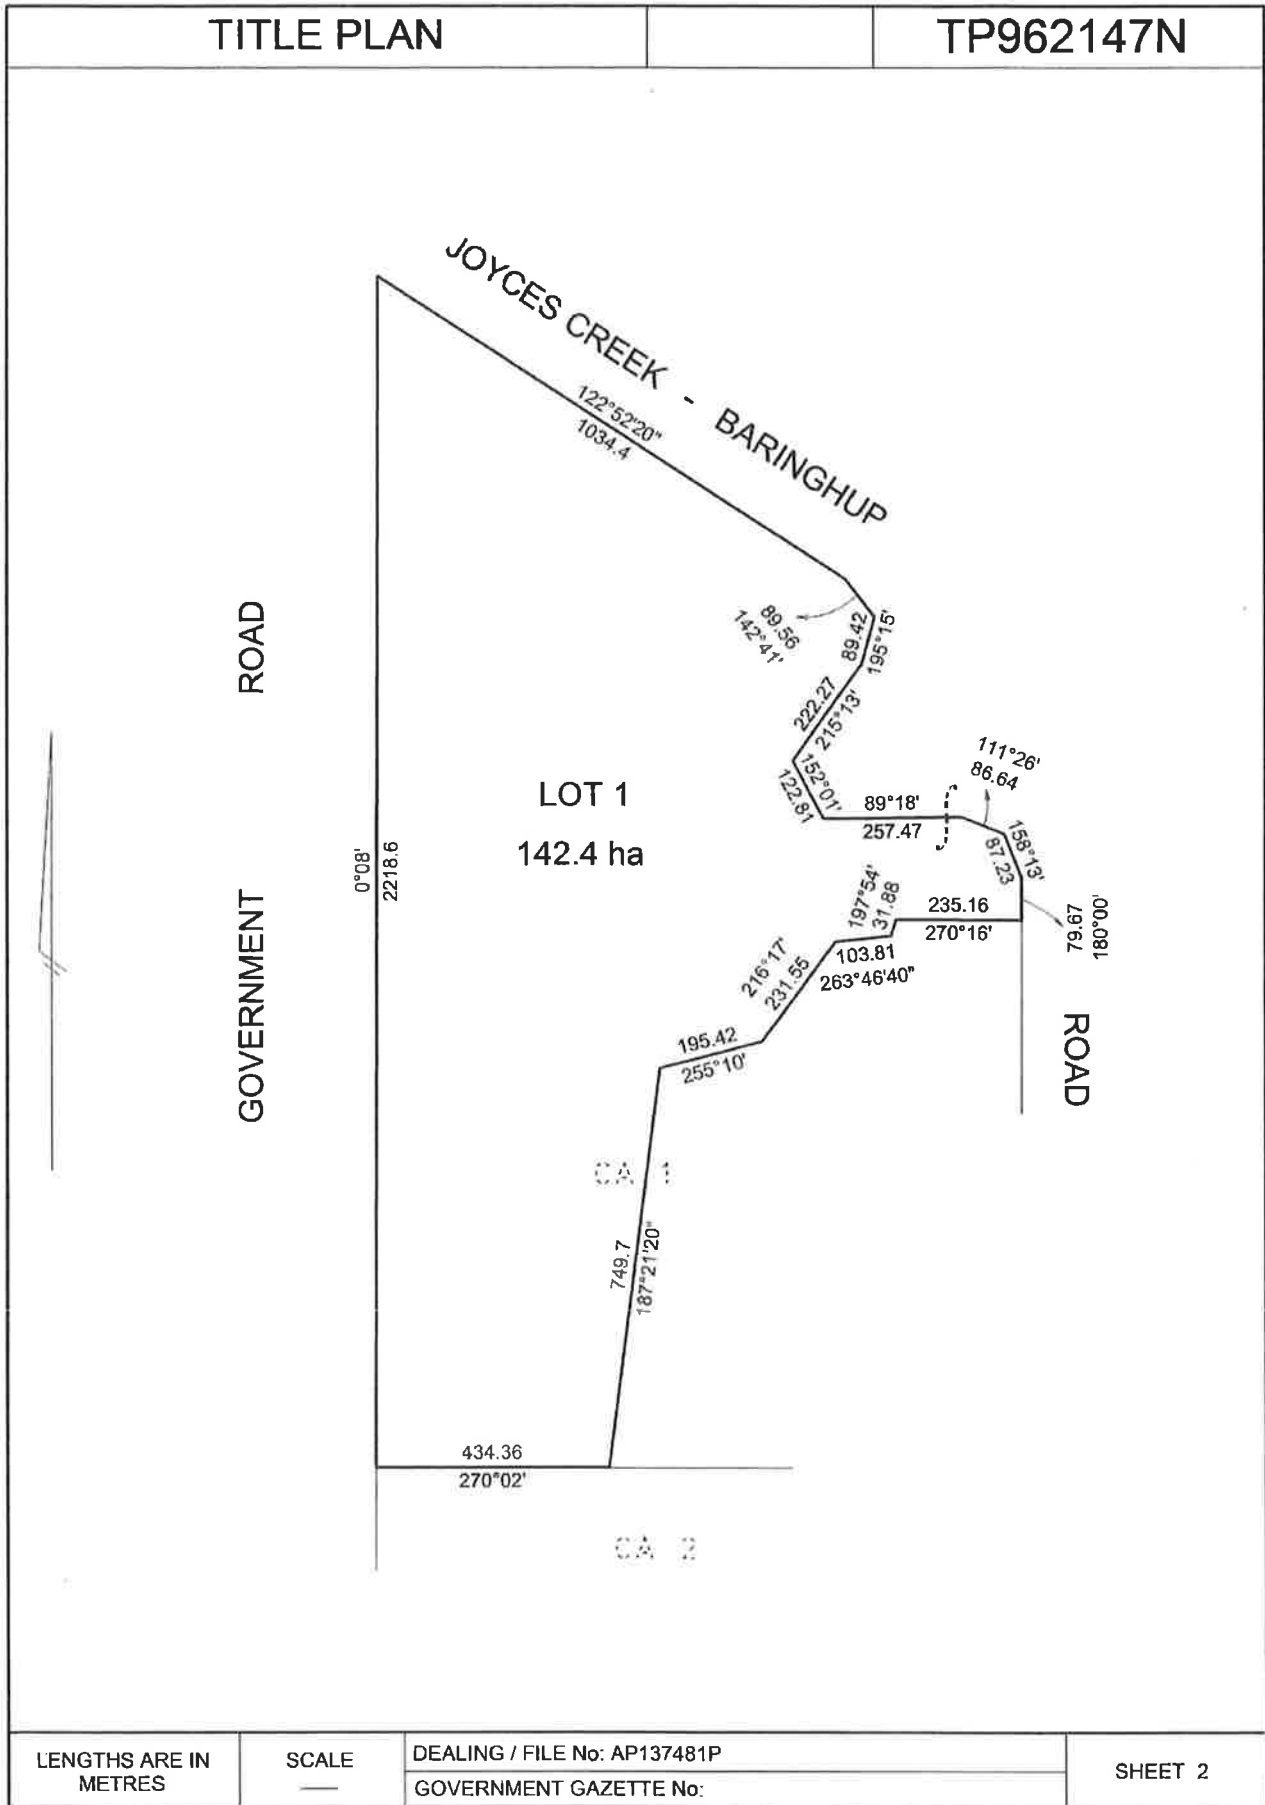 TITLE PLAN
TP962147N
JOYCES CREEK - BARINGHUP
122°52'20"
1034.4
89.56
142°41'
89.42
195°15'
222.27
215°13'
152°01'
122.81
89°18'
257.47
111°26'
86.64
158°13'
87.23
79.67
180°00'
235.16
270°16'
197°54'
31.88
103.81
263°46'40"
216°17'
231.55
195.42
255°10'
ROAD
GOVERNMENT
0°08'
2218.6
LOT 1
142.4 ha
ROAD
CA 1
749.7
187°21'20"
434.36
270°02'
CA 2
LENGTHS ARE IN
METRES
SCALE
DEALING / FILE No: AP137481P
GOVERNMENT GAZETTE No:
SHEET 2